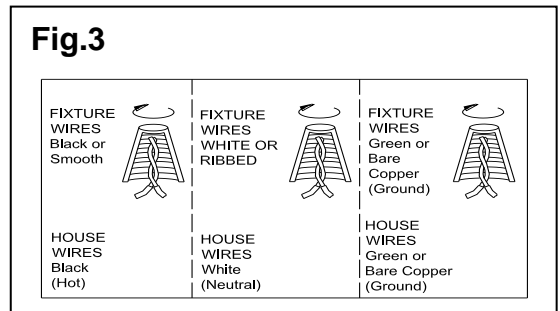 Fig.3
FIXTURE
WIRES
Black or
Smooth
HOUSE
WIRES
Black
(Hot)
FIXTURE
WIRES
WHITE OR
RIBBED
HOUSE
WIRES
White
(Neutral)
FIXTURE
WIRES
Green or
Bare
Copper
(Ground)
HOUSE
WIRES
Green or
Bare Copper
(Ground)